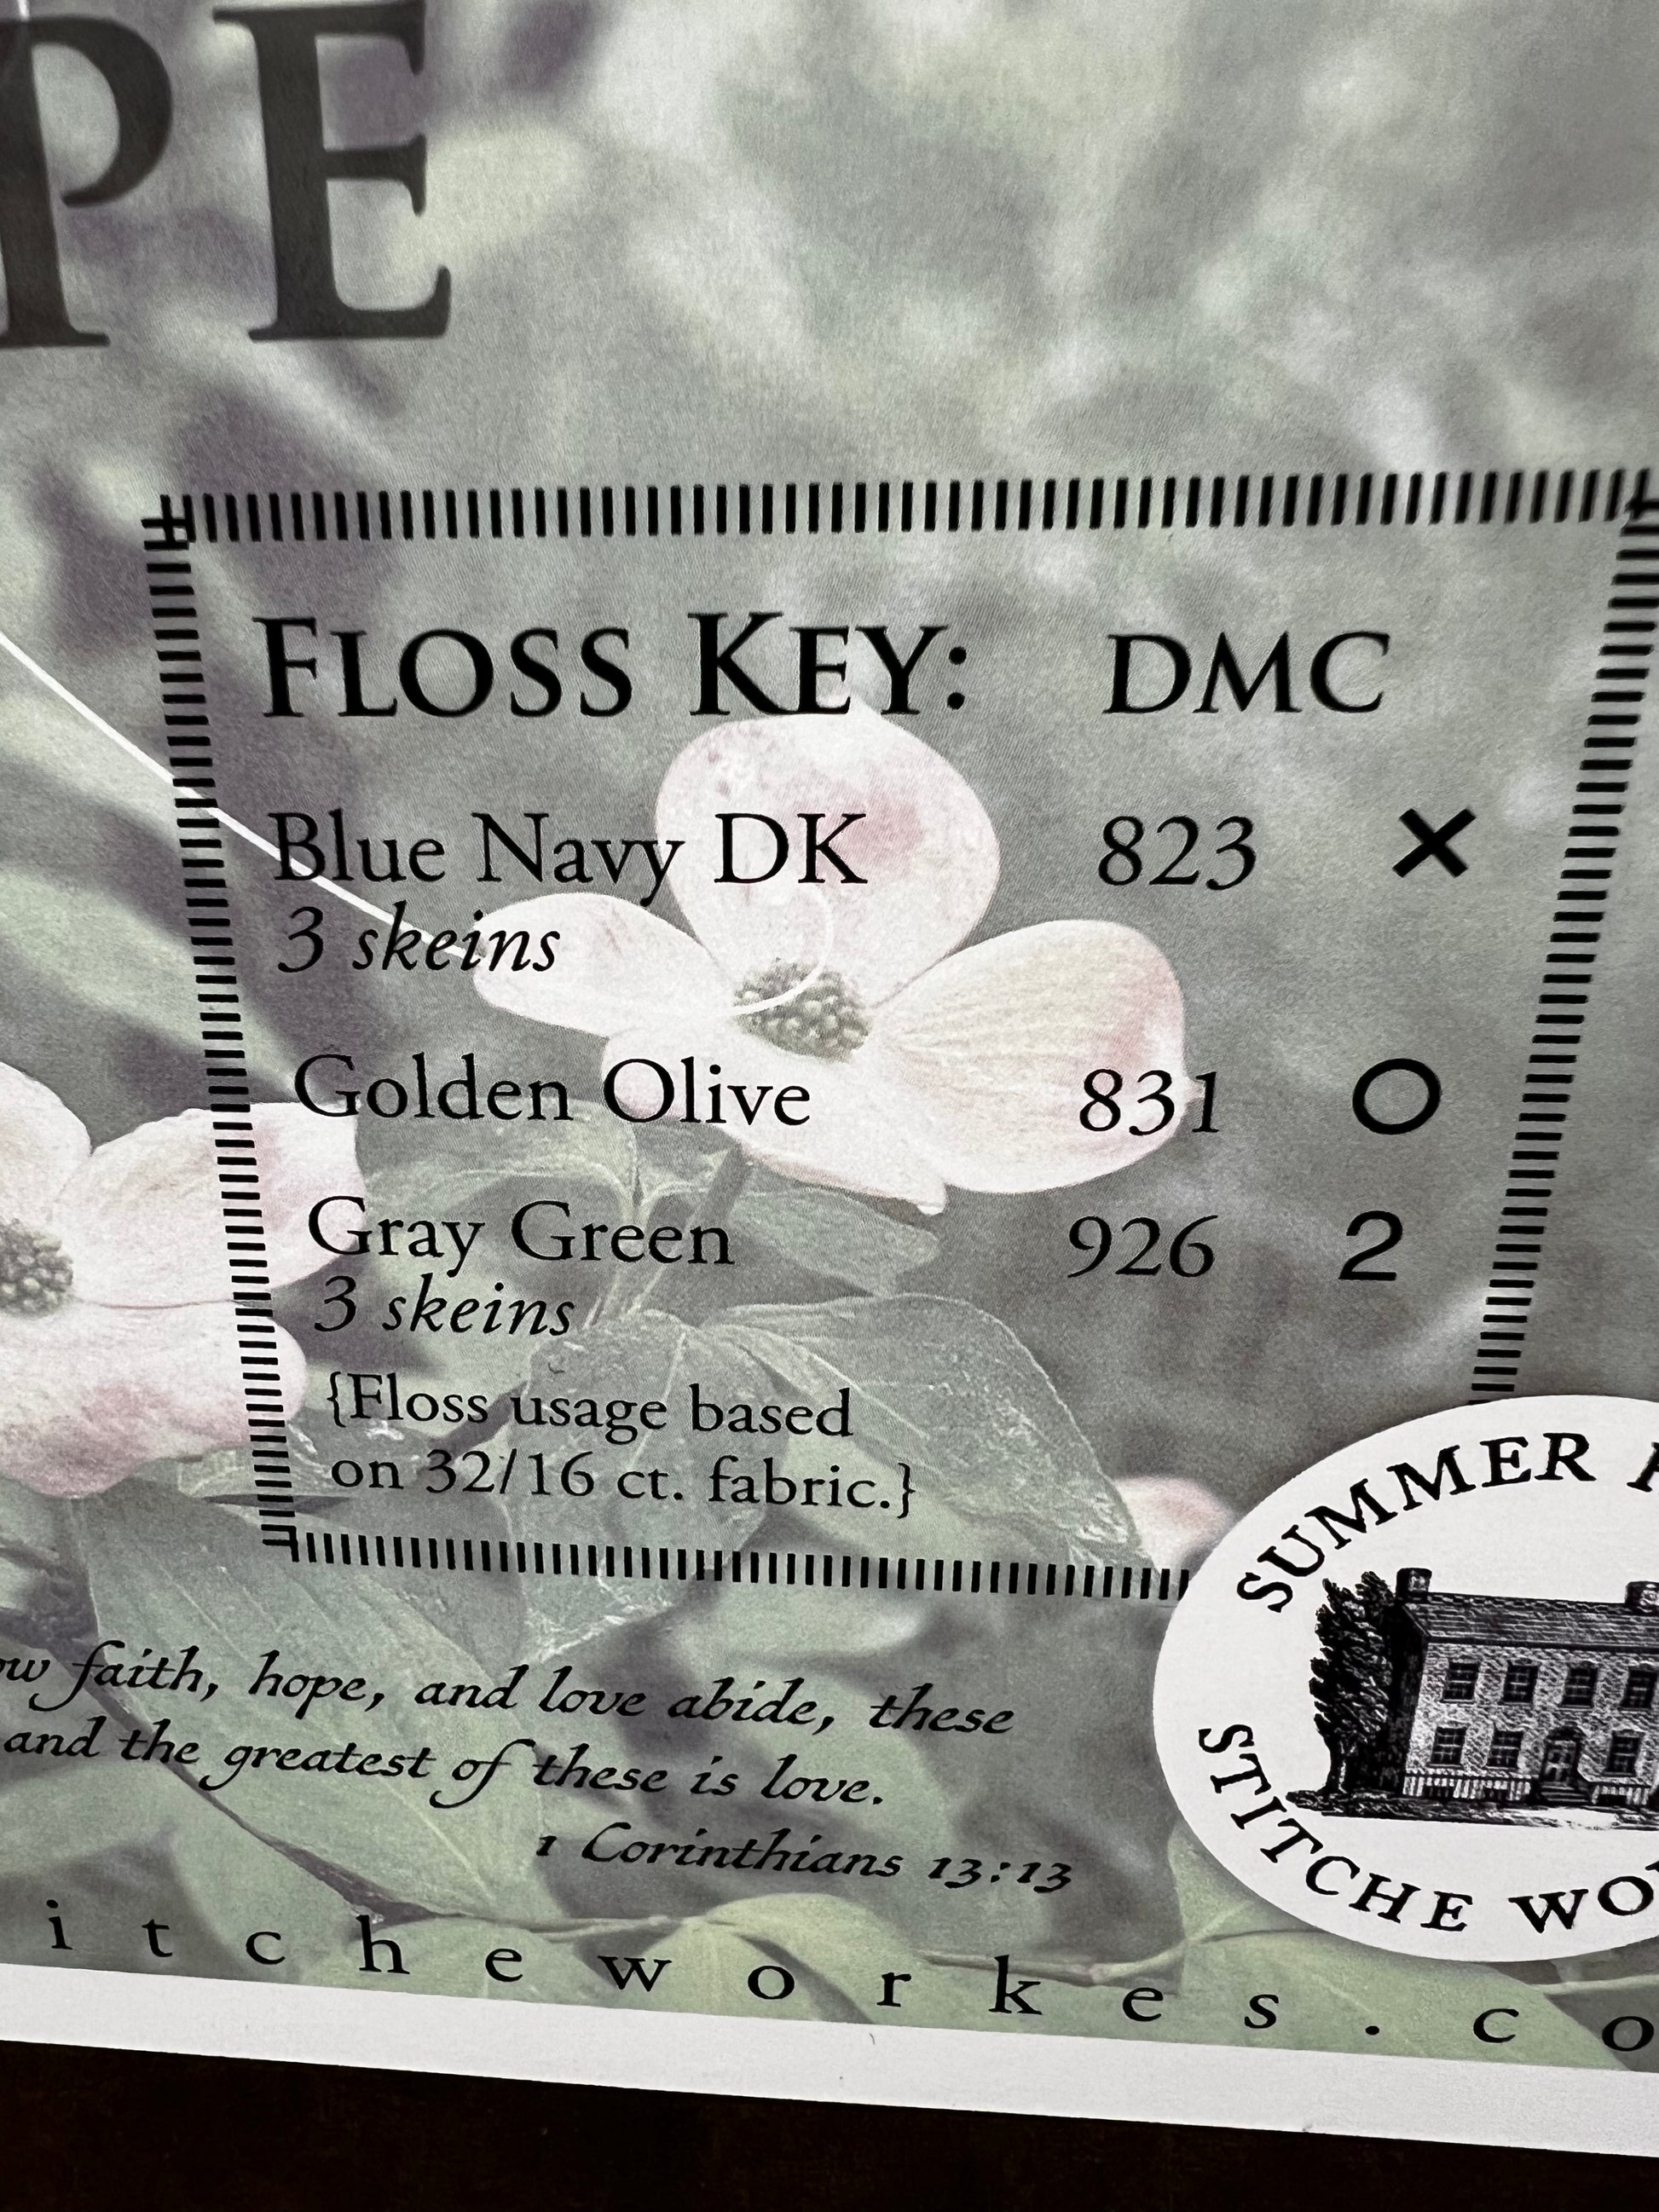 PE
FLOSS KEY: DMC
Blue Navy DK 823 ×
3 skeins
Golden Olive 831 O
Gray Green 926 2
3 skeins
{Floss usage based
on 32/16 ct. fabric.}
SUMMER
STITCHE WO
ow faith, hope, and love abide, these
and the greatest of these is love.
1 Corinthians 13:13
i t c h e w o r k e s . c o